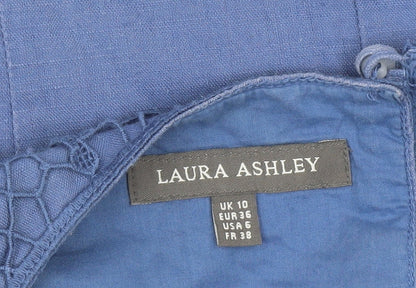 LAURA ASHLEY
UK 10
EUR 36
USA 6
FR 38